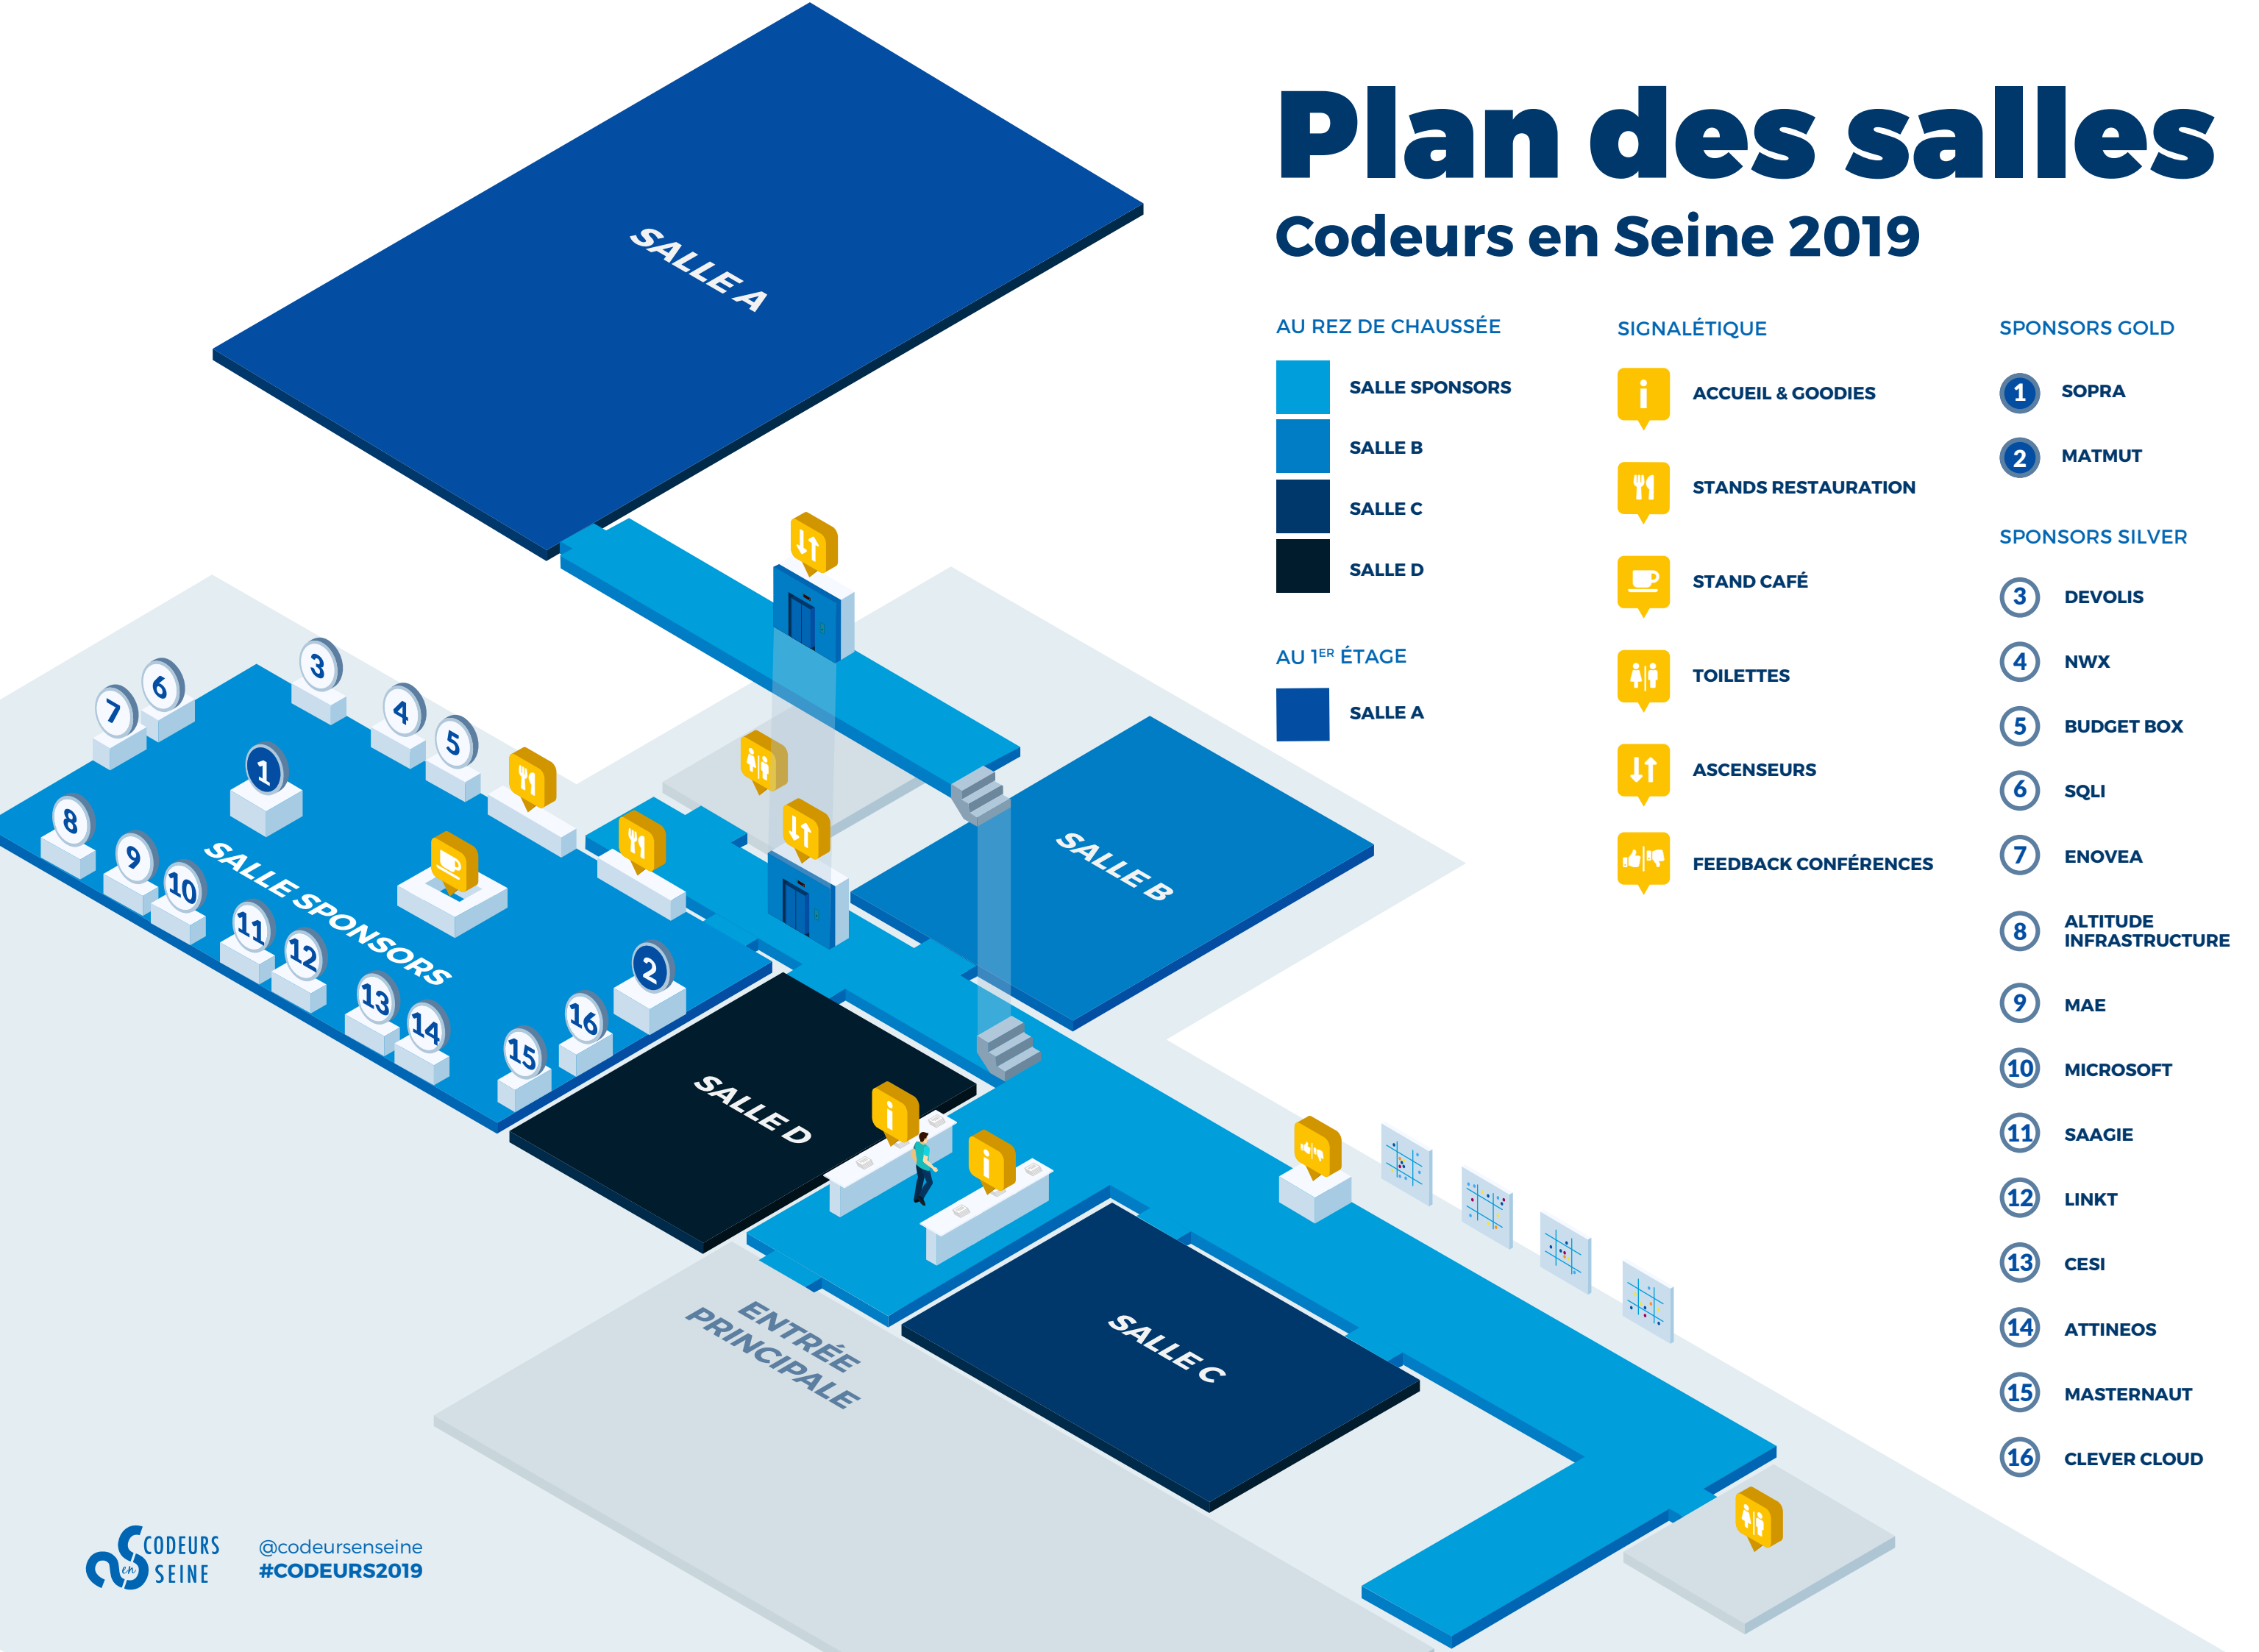 Plan des salles
Codeurs en Seine 2019
AU REZ DE CHAUSSÉE
SALLE SPONSORS
SALLE B
SALLE C
SALLE D
AU 1ER ÉTAGE
SALLE A
SIGNALÉTIQUE
i
ACCUEIL & GOODIES
STANDS RESTAURATION
STAND CAFÉ
TOILETTES
ASCENSEURS
FEEDBACK CONFÉRENCES
SPONSORS GOLD
1 SOPRA
2 MATMUT
SPONSORS SILVER
3 DEVOLIS
4 NWX
5 BUDGET BOX
6 SQLI
7 ENOVEA
8 ALTITUDE
INFRASTRUCTURE
9 MAE
10 MICROSOFT
11 SAAGIE
12 LINKT
13 CESI
14 ATTINEOS
15 MASTERNAUT
16 CLEVER CLOUD
SALLE A
3
6
7
4
5
1
8
9
10
11
12
13
14
15
16
2
SALLE SPONSORS
SALLE B
SALLE D
i
i
SALLE C
ENTRÉE
PRINCIPALE
CODEURS
en
SEINE
@codeursenseine
#CODEURS2019